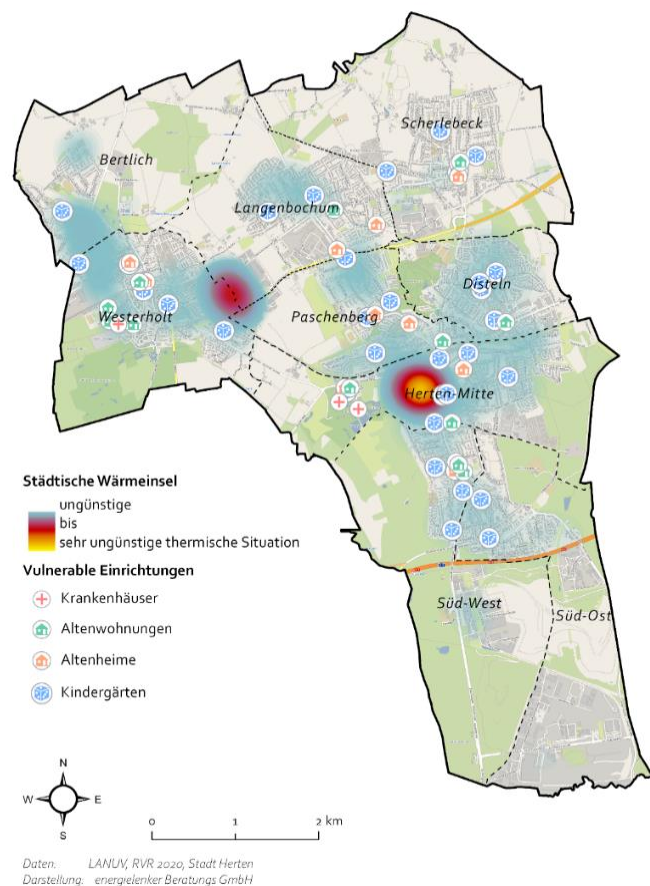 Scherlebeck
Bertlich
Langenbochum
Disteln
Westerholt
Paschenberg
Herten-Mitte
Städtische Wärmeinsel
ungünstige
bis
sehr ungünstige thermische Situation
Vulnerable Einrichtungen
Krankenhäuser
Altenwohnungen
Altenheime
Kindergärten
Süd-West
Süd-Ost
N
W
E
S
0 1 2 km
Daten: LANUV, RVR 2020, Stadt Herten
Darstellung: energielenker Beratungs GmbH